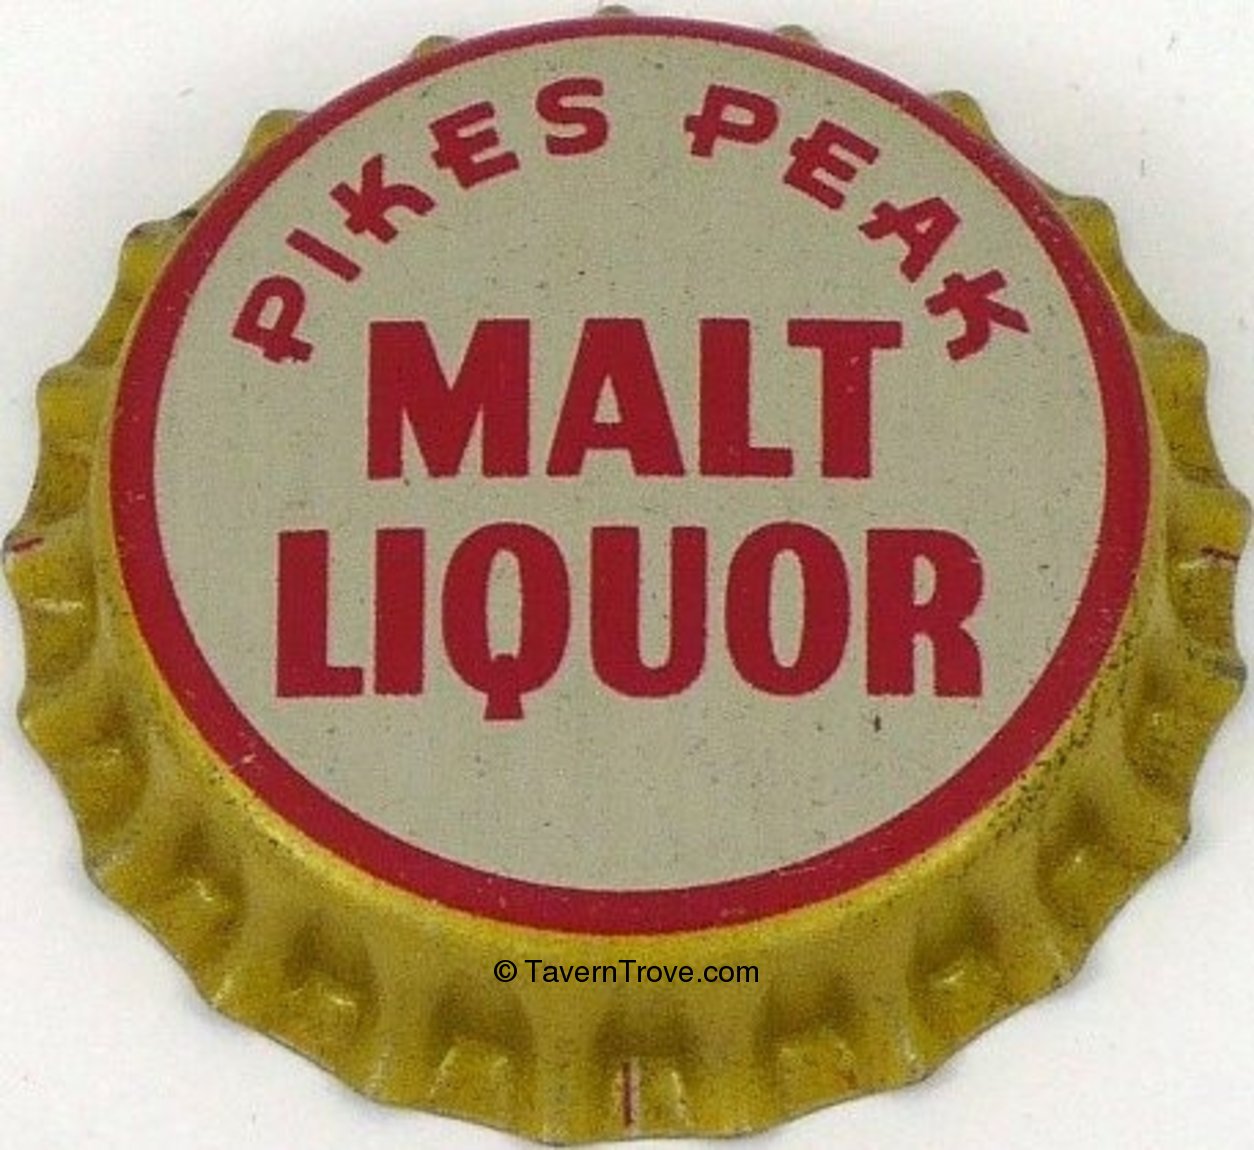 PIKES PEAK
MALT
LIQUOR
© TavernTrove.com